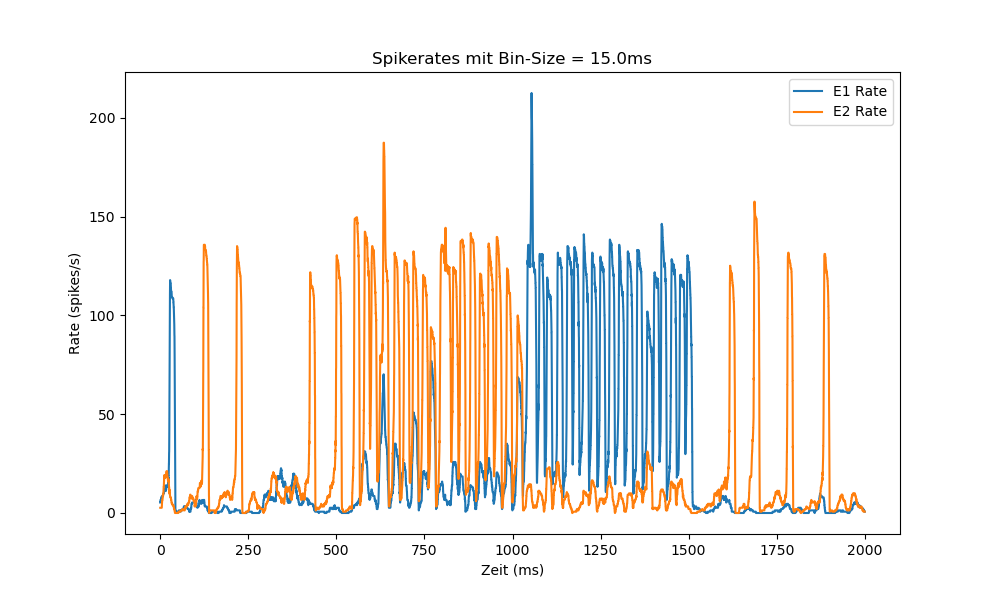 Spikerates mit Bin-Size = 15.0ms
E1 Rate
E2 Rate
Rate (spikes/s)
200
150
100
50
0
0 250 500 750 1000 1250 1500 1750 2000
Zeit (ms)